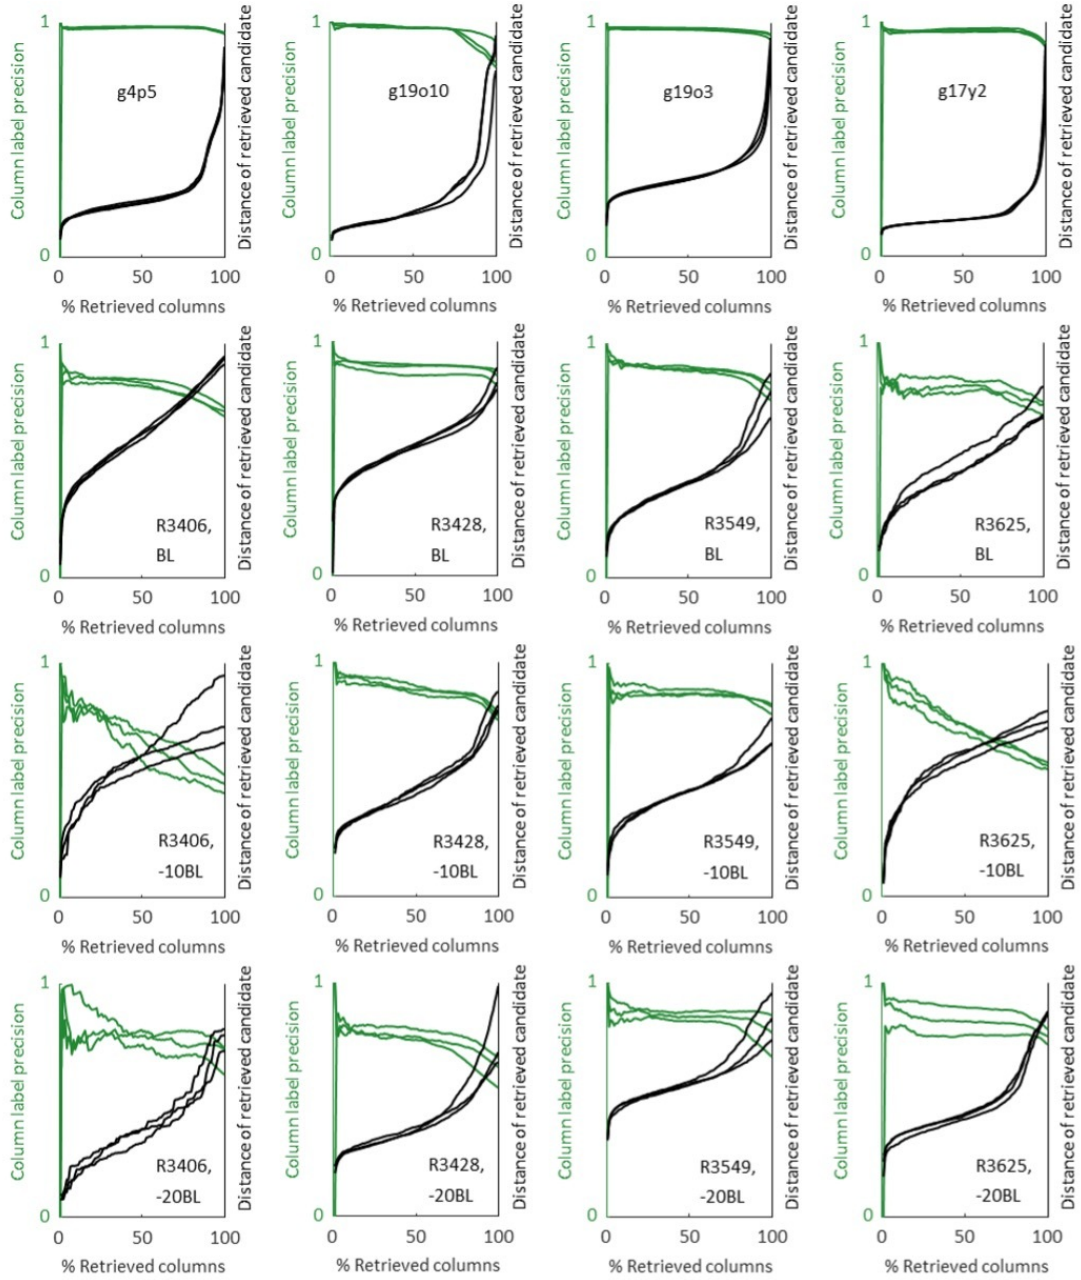 1
Column label precision
0
g4p5
Distance of retrieved candidate
0 50 100
% Retrieved columns
1
Column label precision
0
g19o10
Distance of retrieved candidate
0 50 100
% Retrieved columns
1
Column label precision
0
g19o3
Distance of retrieved candidate
0 50 100
% Retrieved columns
1
Column label precision
0
g17y2
Distance of retrieved candidate
0 50 100
% Retrieved columns
1
Column label precision
0
R3406,
BL
Distance of retrieved candidate
0 50 100
% Retrieved columns
1
Column label precision
0
R3428,
BL
Distance of retrieved candidate
0 50 100
% Retrieved columns
1
Column label precision
0
R3549,
BL
Distance of retrieved candidate
0 50 100
% Retrieved columns
1
Column label precision
0
R3625,
BL
Distance of retrieved candidate
0 50 100
% Retrieved columns
1
Column label precision
0
R3406,
-10BL
Distance of retrieved candidate
0 50 100
% Retrieved columns
1
Column label precision
0
R3428,
-10BL
Distance of retrieved candidate
0 50 100
% Retrieved columns
1
Column label precision
0
R3549,
-10BL
Distance of retrieved candidate
0 50 100
% Retrieved columns
1
Column label precision
0
R3625,
-10BL
Distance of retrieved candidate
0 50 100
% Retrieved columns
1
Column label precision
0
R3406,
-20BL
Distance of retrieved candidate
0 50 100
% Retrieved columns
1
Column label precision
0
R3428,
-20BL
Distance of retrieved candidate
0 50 100
% Retrieved columns
1
Column label precision
0
R3549,
-20BL
Distance of retrieved candidate
0 50 100
% Retrieved columns
1
Column label precision
0
R3625,
-20BL
Distance of retrieved candidate
0 50 100
% Retrieved columns